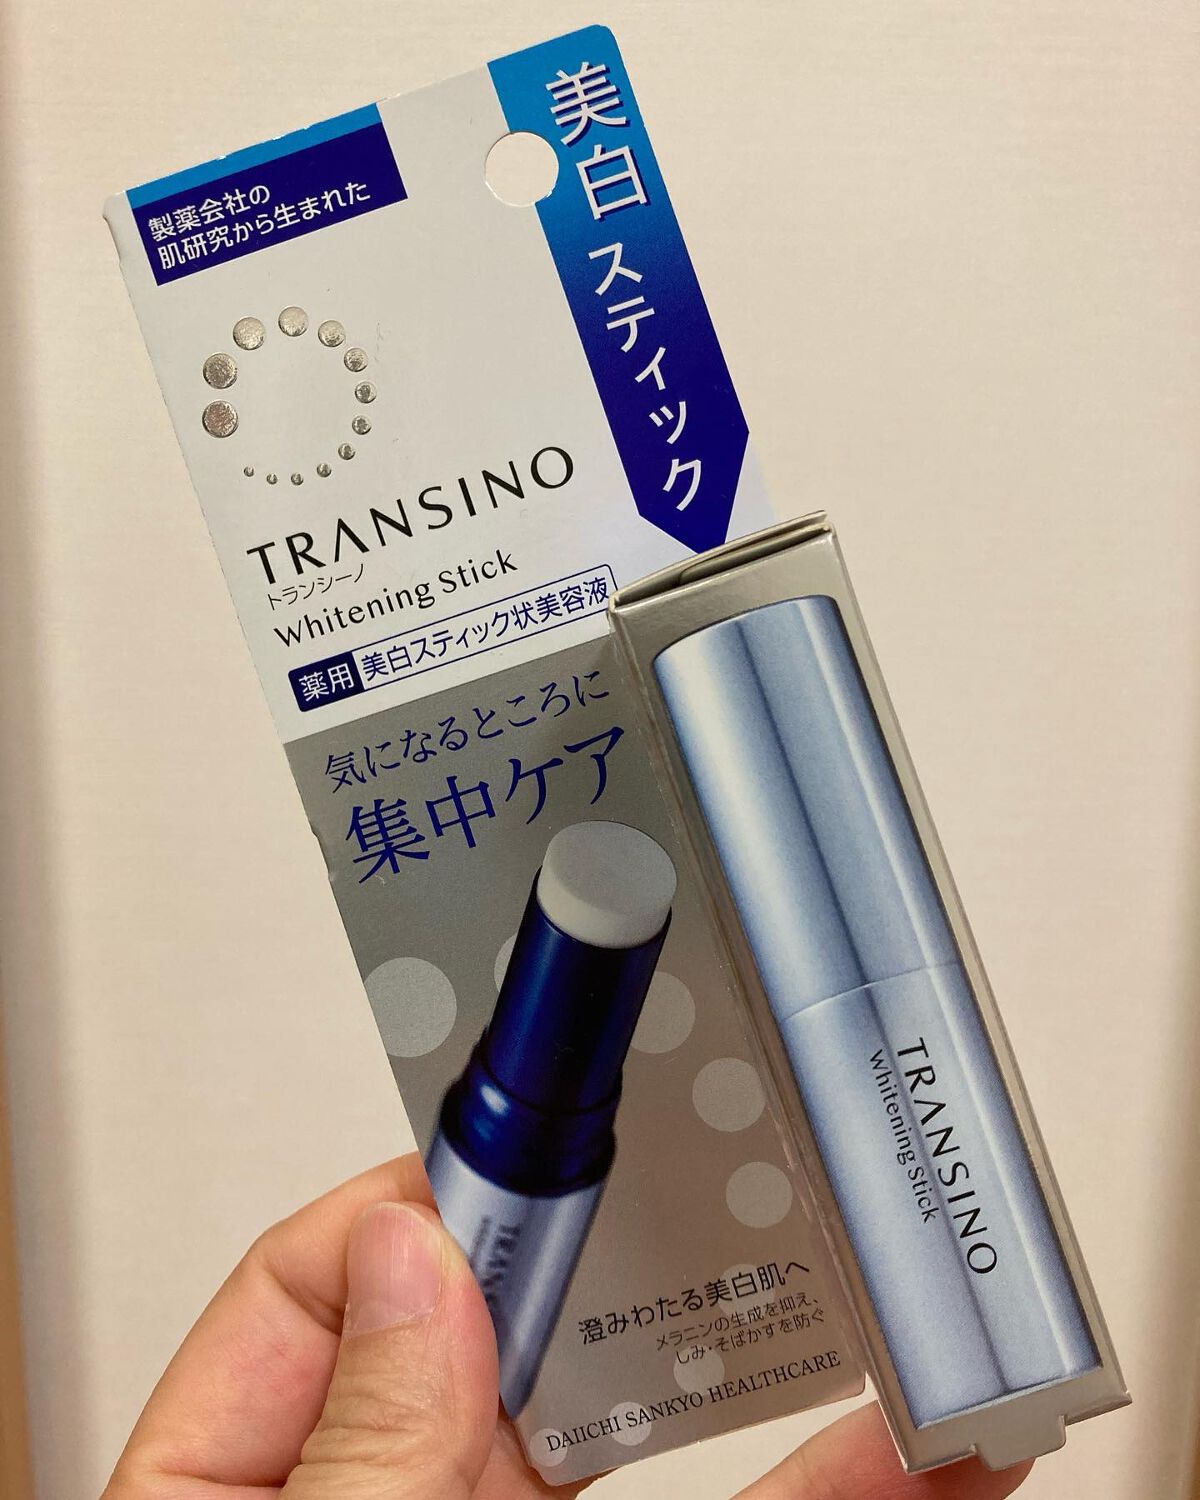 製薬会社の
肌研究から生まれた
美白スティック
TRANSINO
トランシーノ
Whitening Stick
薬用 美白スティック状美容液
気になるところに
集中ケア
TRANSINO
Whitening Stick
澄みわたる美白肌へ
メラニンの生成を抑え、
しみ・そばかすを防ぐ
DAIICHI SANKYO HEALTHCARE